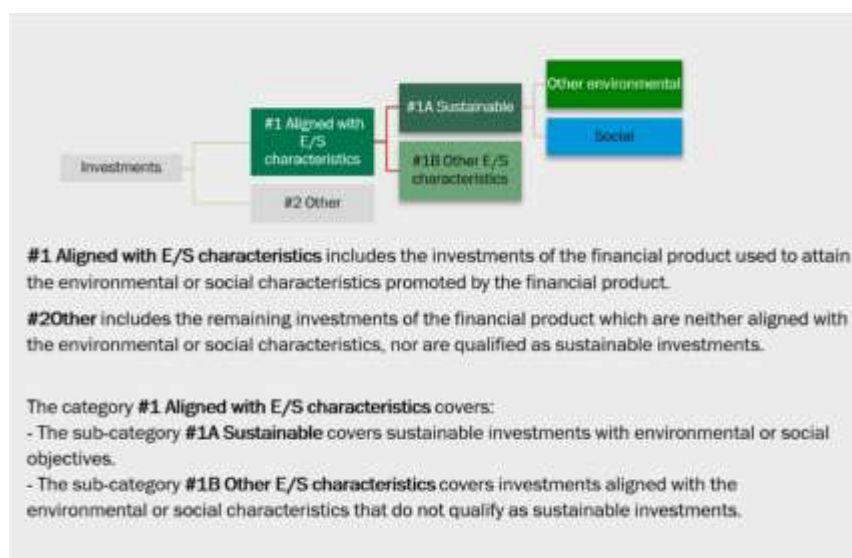 Other environmental
#1A Sustainable
#1 Aligned with
E/S
characteristics
Social
#1B Other E/S
characteristics
Investments
#2 Other
#1 Aligned with E/S characteristics includes the investments of the financial product used to attain
the environmental or social characteristics promoted by the financial product.
#2Other includes the remaining investments of the financial product which are neither aligned with
the environmental or social characteristics, nor are qualified as sustainable investments.
The category #1 Aligned with E/S characteristics covers:
- The sub-category #1A Sustainable covers sustainable investments with environmental or social
objectives.
- The sub-category #1B Other E/S characteristics covers investments aligned with the
environmental or social characteristics that do not qualify as sustainable investments.